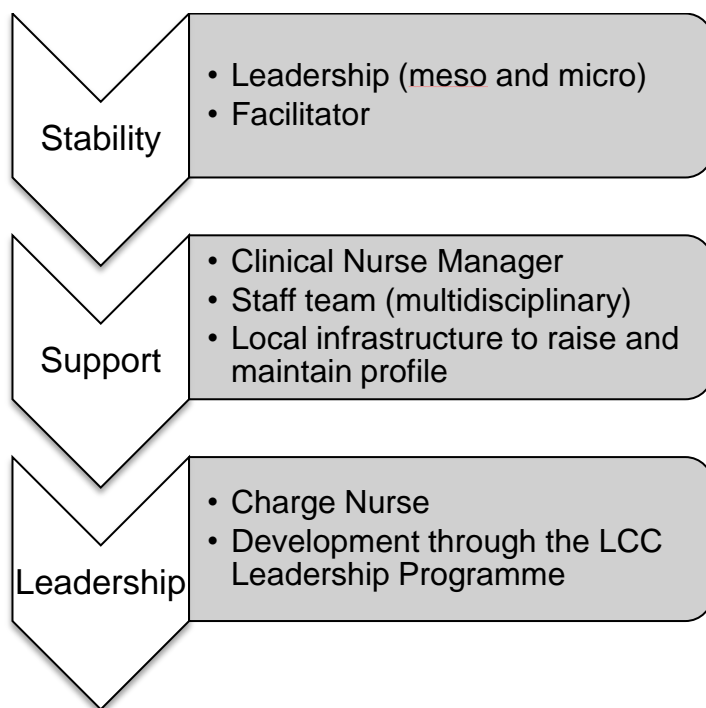 Stability
• Leadership (meso and micro)
• Facilitator
Support
• Clinical Nurse Manager
• Staff team (multidisciplinary)
• Local infrastructure to raise and
maintain profile
Leadership
• Charge Nurse
• Development through the LCC
Leadership Programme